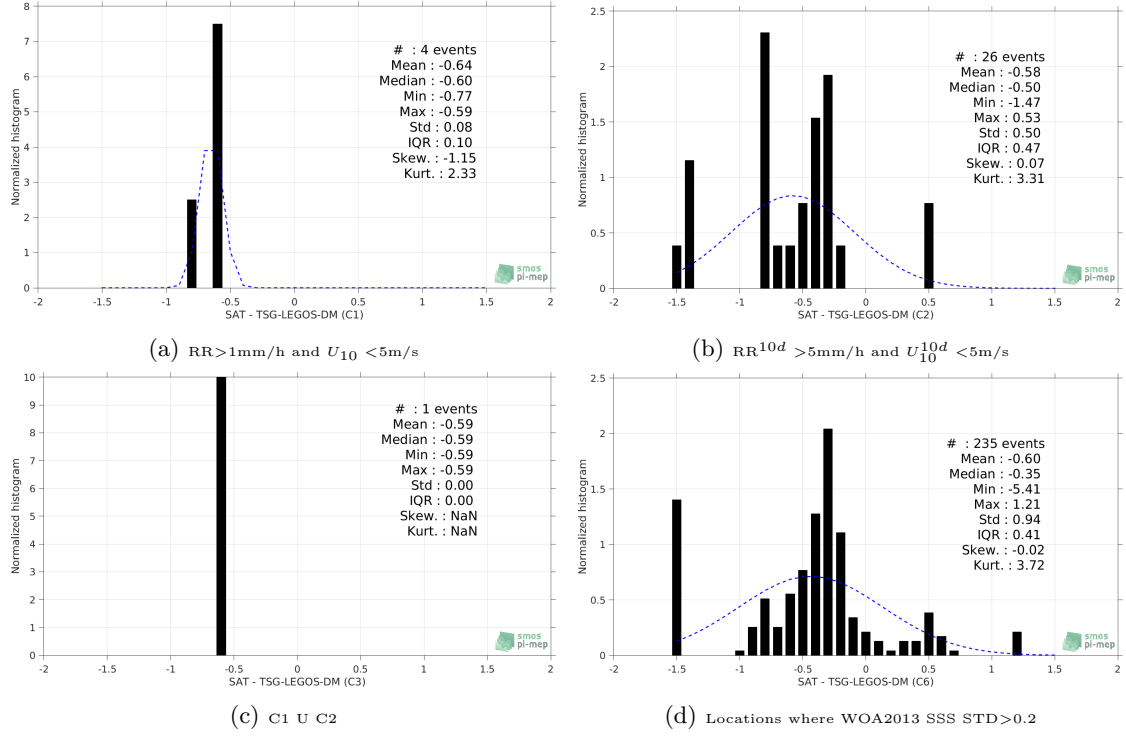 8
7
6
5
4
3
2
1
0
Normalized histogram
# : 4 events
Mean : -0.64
Median : -0.60
Min : -0.77
Max : -0.59
Std : 0.08
IQR : 0.10
Skew. : -1.15
Kurt. : 2.33
smos
pi-mep
-2 -1.5 -1 -0.5 0 0.5 1 1.5 2
SAT - TSG-LEGOS-DM (C1)
(a) RR>1mm/h and U10 <5m/s
2.5
2
1.5
1
0.5
0
Normalized histogram
# : 26 events
Mean : -0.58
Median : -0.50
Min : -1.47
Max : 0.53
Std : 0.50
IQR : 0.47
Skew. : 0.07
Kurt. : 3.31
smos
pi-mep
-2 -1.5 -1 -0.5 0 0.5 1 1.5 2
SAT - TSG-LEGOS-DM (C2)
(b) RR^10d >5mm/h and U10^10d <5m/s
10
9
8
7
6
5
4
3
2
1
0
Normalized histogram
# : 1 events
Mean : -0.59
Median : -0.59
Min : -0.59
Max : -0.59
Std : 0.00
IQR : 0.00
Skew. : NaN
Kurt. : NaN
smos
pi-mep
-2 -1.5 -1 -0.5 0 0.5 1 1.5 2
SAT - TSG-LEGOS-DM (C3)
(c) C1 U C2
2.5
2
1.5
1
0.5
0
Normalized histogram
# : 235 events
Mean : -0.60
Median : -0.35
Min : -5.41
Max : 1.21
Std : 0.94
IQR : 0.41
Skew. : -0.02
Kurt. : 3.72
smos
pi-mep
-2 -1.5 -1 -0.5 0 0.5 1 1.5 2
SAT - TSG-LEGOS-DM (C6)
(d) Locations where WOA2013 SSS STD>0.2